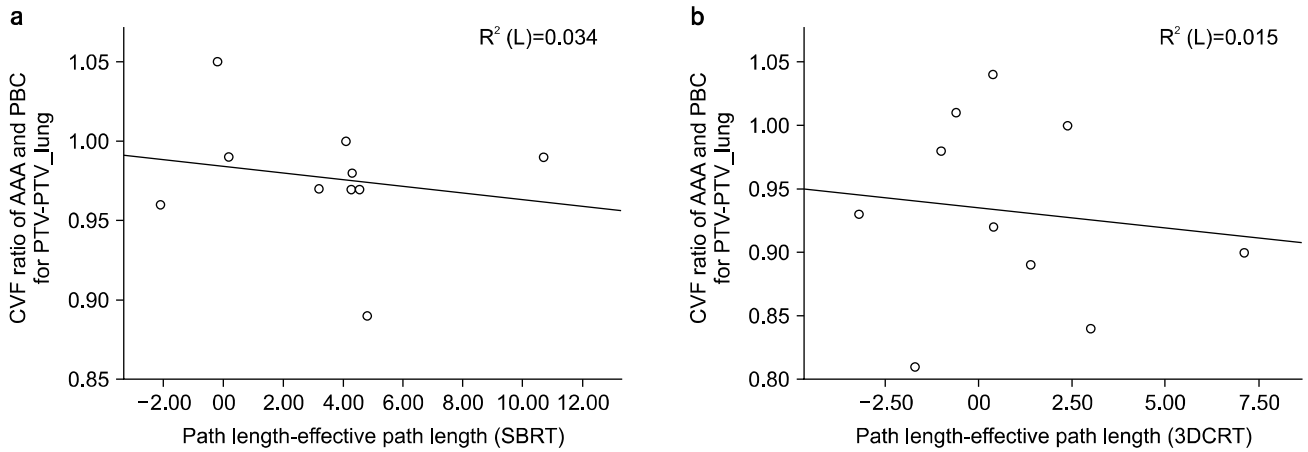 a
R² (L)=0.034
CVF ratio of AAA and PBC
for PTV-PTV_lung
1.05
1.00
0.95
0.90
0.85
−2.00 00 2.00 4.00 6.00 8.00 10.00 12.00
Path length-effective path length (SBRT)
b
R² (L)=0.015
CVF ratio of AAA and PBC
for PTV-PTV_lung
1.05
1.00
0.95
0.90
0.85
0.80
−2.50 00 2.50 5.00 7.50
Path length-effective path length (3DCRT)